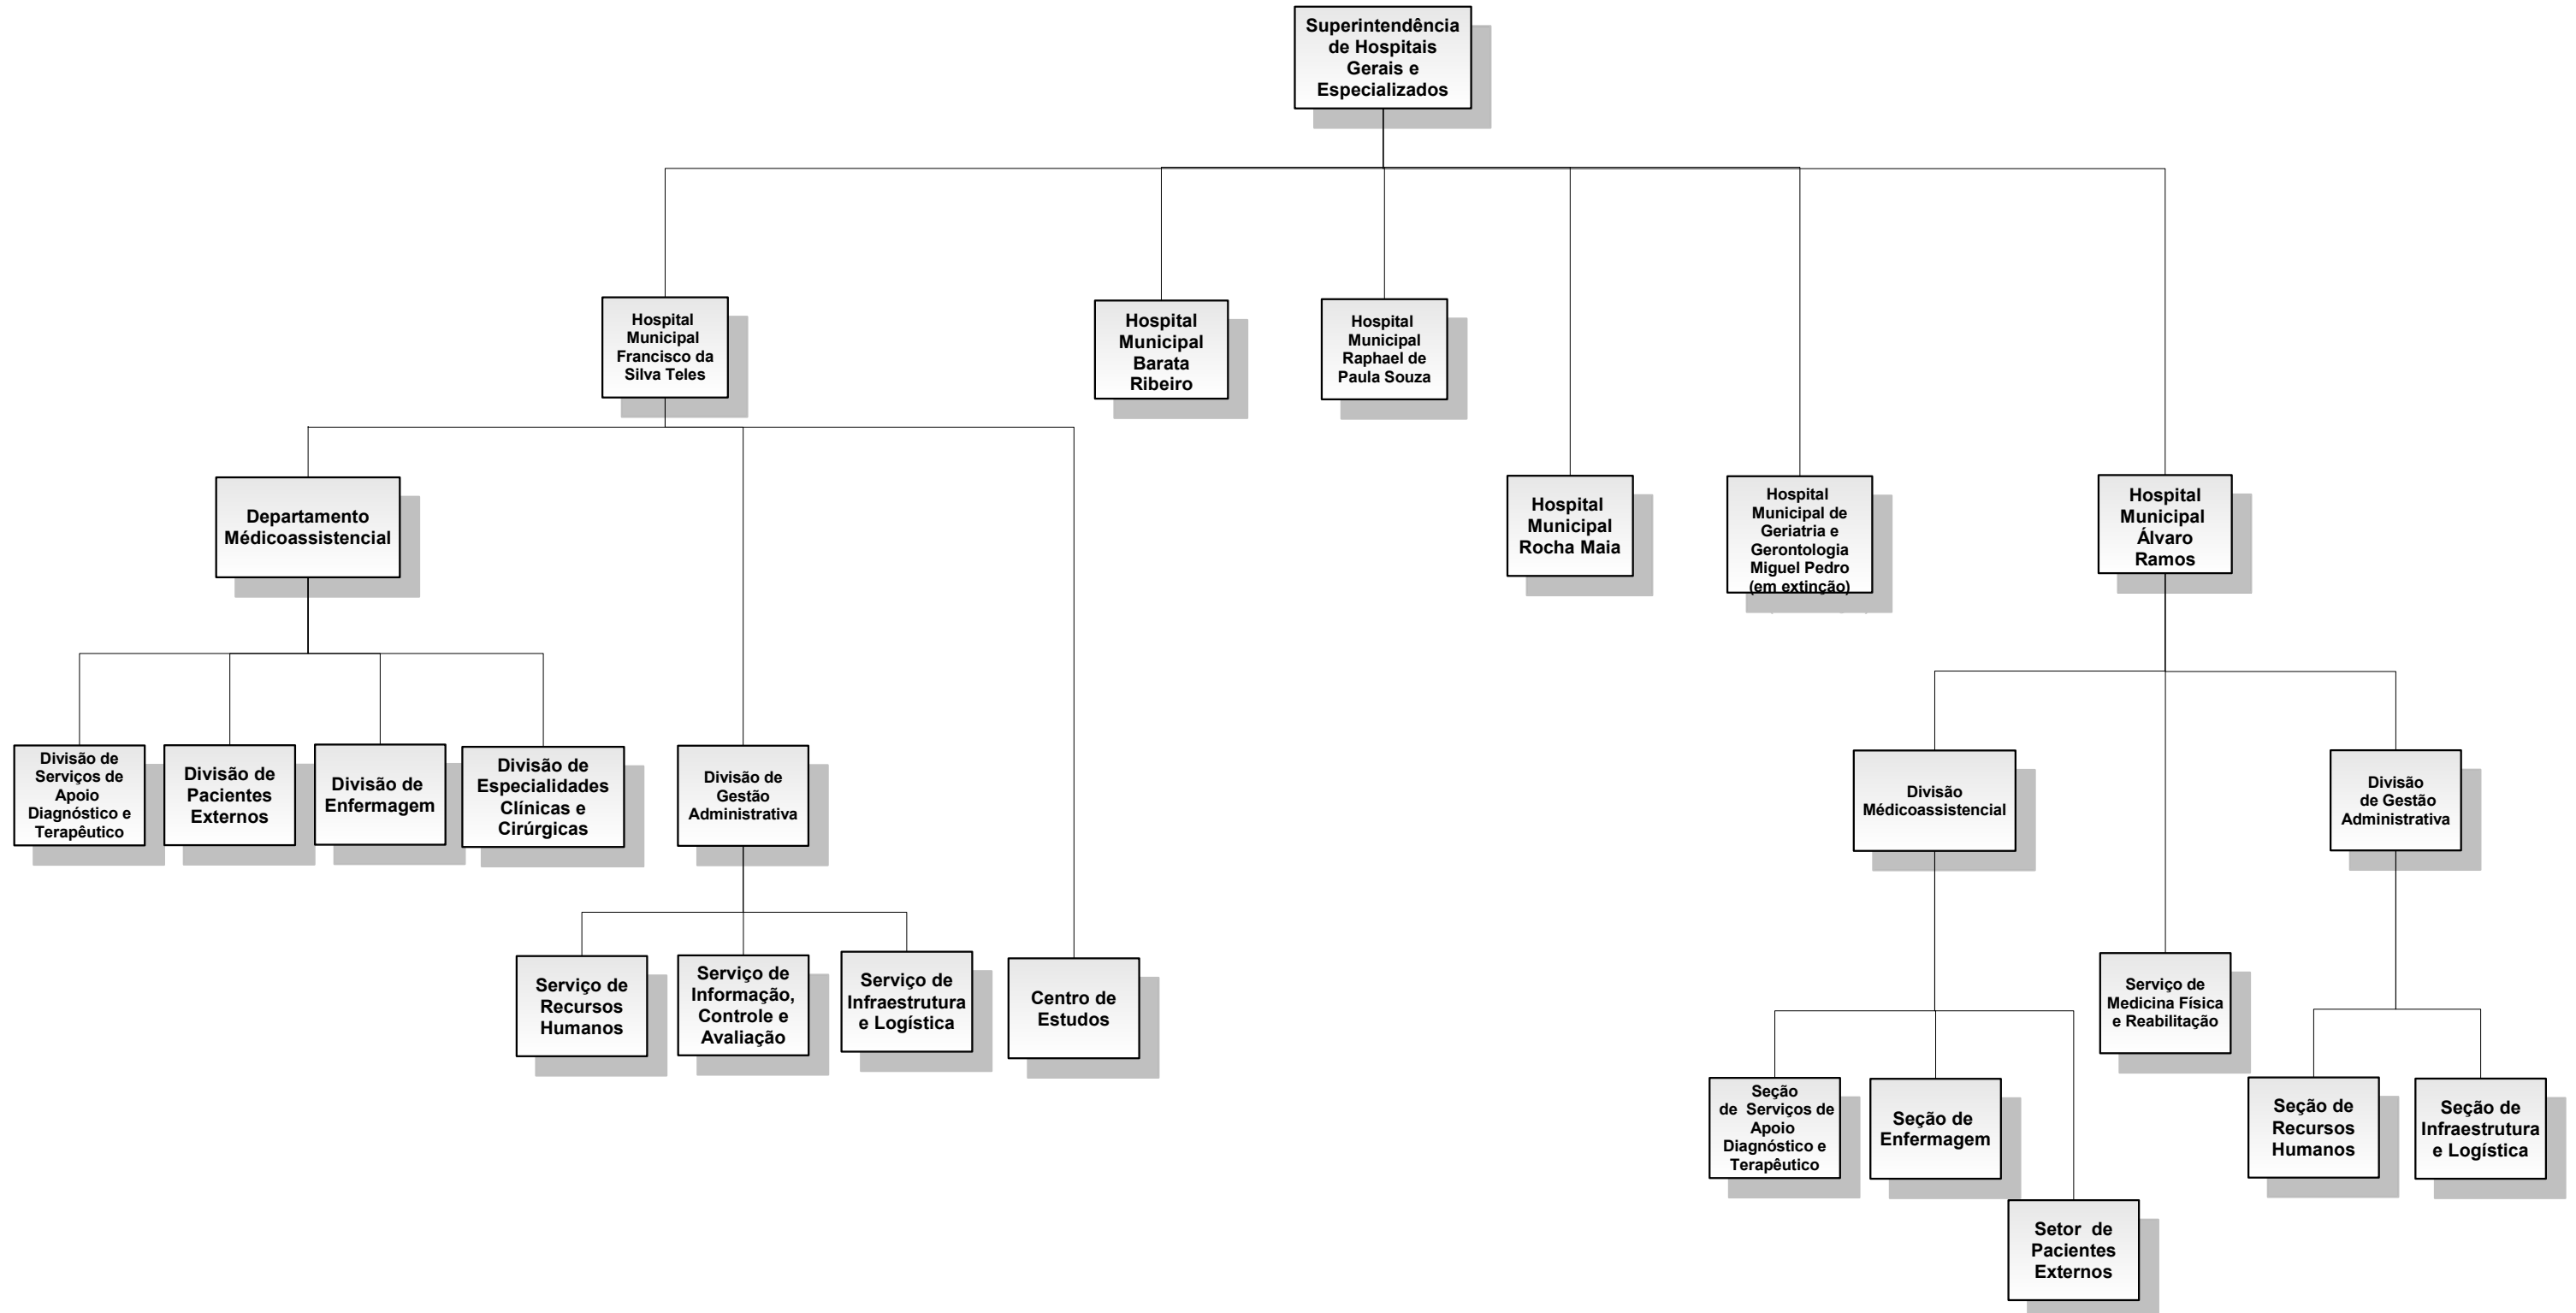 Superintendência
de Hospitais
Gerais e
Especializados
Hospital
Municipal
Francisco da
Silva Teles
Hospital
Municipal
Barata
Ribeiro
Hospital
Municipal
Raphael de
Paula Souza
Hospital
Municipal
Rocha Maia
Hospital
Municipal de
Geriatria e
Gerontologia
Miguel Pedro
(em extinção)
Hospital
Municipal
Álvaro
Ramos
Departamento
Médicoassistencial
Divisão de
Serviços de
Apoio
Diagnóstico e
Terapêutico
Divisão de
Pacientes
Externos
Divisão de
Enfermagem
Divisão de
Especialidades
Clínicas e
Cirúrgicas
Divisão de
Gestão
Administrativa
Divisão
Médicoassistencial
Divisão
de Gestão
Administrativa
Serviço de
Recursos
Humanos
Serviço de
Informação,
Controle e
Avaliação
Serviço de
Infraestrutura
e Logística
Centro de
Estudos
Serviço de
Medicina Física
e Reabilitação
Seção
de Serviços de
Apoio
Diagnóstico e
Terapêutico
Seção de
Enfermagem
Setor de
Pacientes
Externos
Seção de
Recursos
Humanos
Seção de
Infraestrutura
e Logística